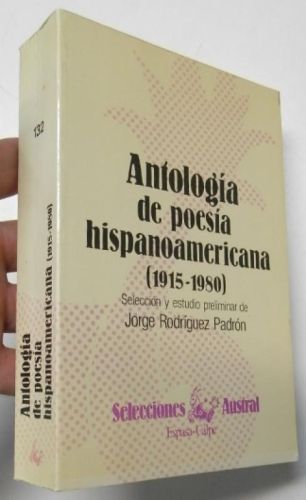 132
Antología
de poesía
hispanoamericana (1915-1980)
Antología
de poesía
hispanoamericana
(1915-1980)
Selección y estudio preliminar de
Jorge Rodríguez Padrón
Selecciones Austral
Espasa-Calpe